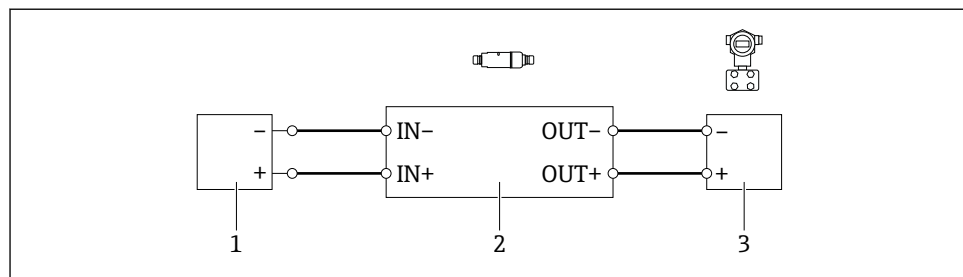 − IN− OUT− −
+ IN+ OUT+ +
1 2 3